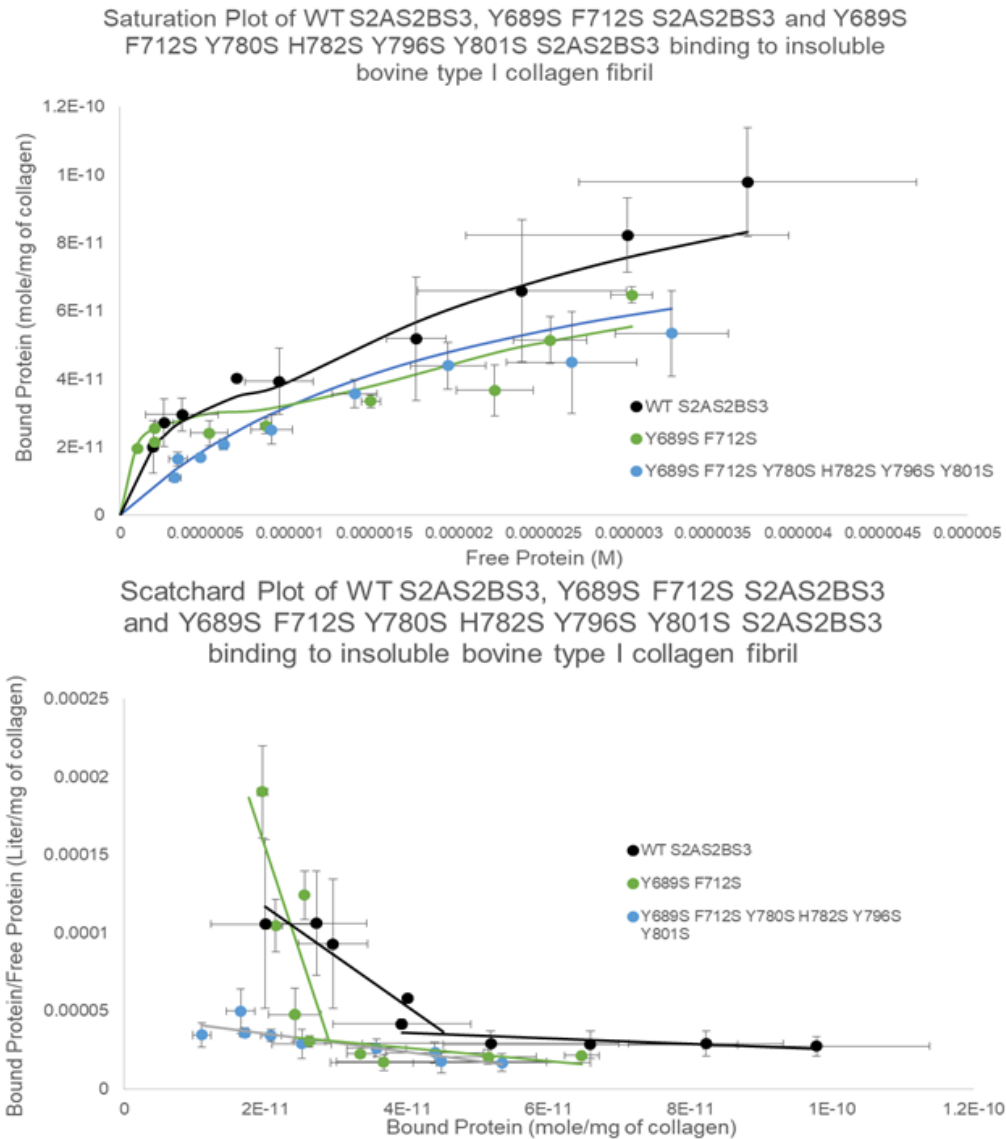 Saturation Plot of WT S2AS2BS3, Y689S F712S S2AS2BS3 and Y689S
F712S Y780S H782S Y796S Y801S S2AS2BS3 binding to insoluble
bovine type I collagen fibril
Bound Protein (mole/mg of collagen)
1.2E-10
1E-10
8E-11
6E-11
4E-11
2E-11
0
WT S2AS2BS3
Y689S F712S
Y689S F712S Y780S H782S Y796S Y801S
0 0.0000005 0.000001 0.0000015 0.000002 0.0000025 0.000003 0.0000035 0.000004 0.0000045 0.000005
Free Protein (M)
Scatchard Plot of WT S2AS2BS3, Y689S F712S S2AS2BS3
and Y689S F712S Y780S H782S Y796S Y801S S2AS2BS3
binding to insoluble bovine type I collagen fibril
Bound Protein/Free Protein (Liter/mg of collagen)
0.00025
0.0002
0.00015
0.0001
0.00005
0
WT S2AS2BS3
Y689S F712S
Y689S F712S Y780S H782S Y796S
Y801S
0 2E-11 4E-11 6E-11 8E-11 1E-10 1.2E-10
Bound Protein (mole/mg of collagen)